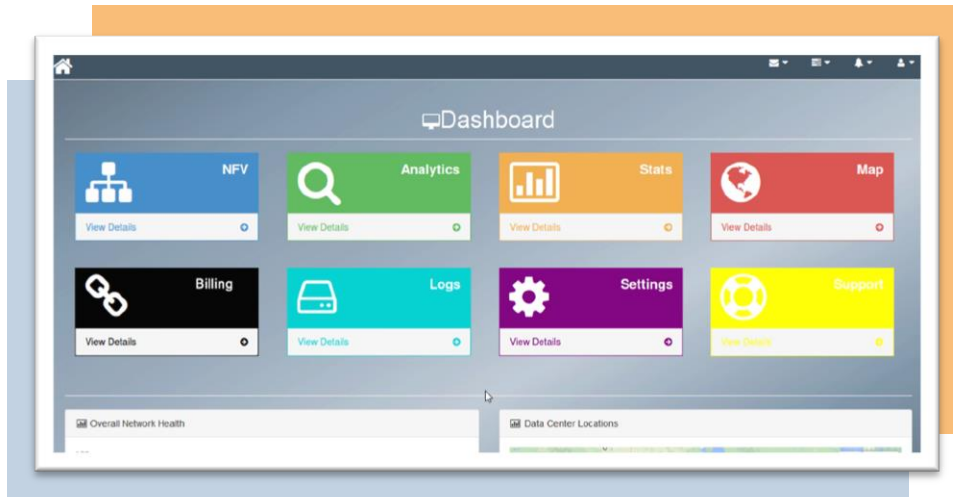 Dashboard
NFV
Analytics
Stats
Map
View Details
View Details
View Details
View Details
Billing
Logs
Settings
Support
View Details
View Details
View Details
View Details
Overall Network Health
Data Center Locations